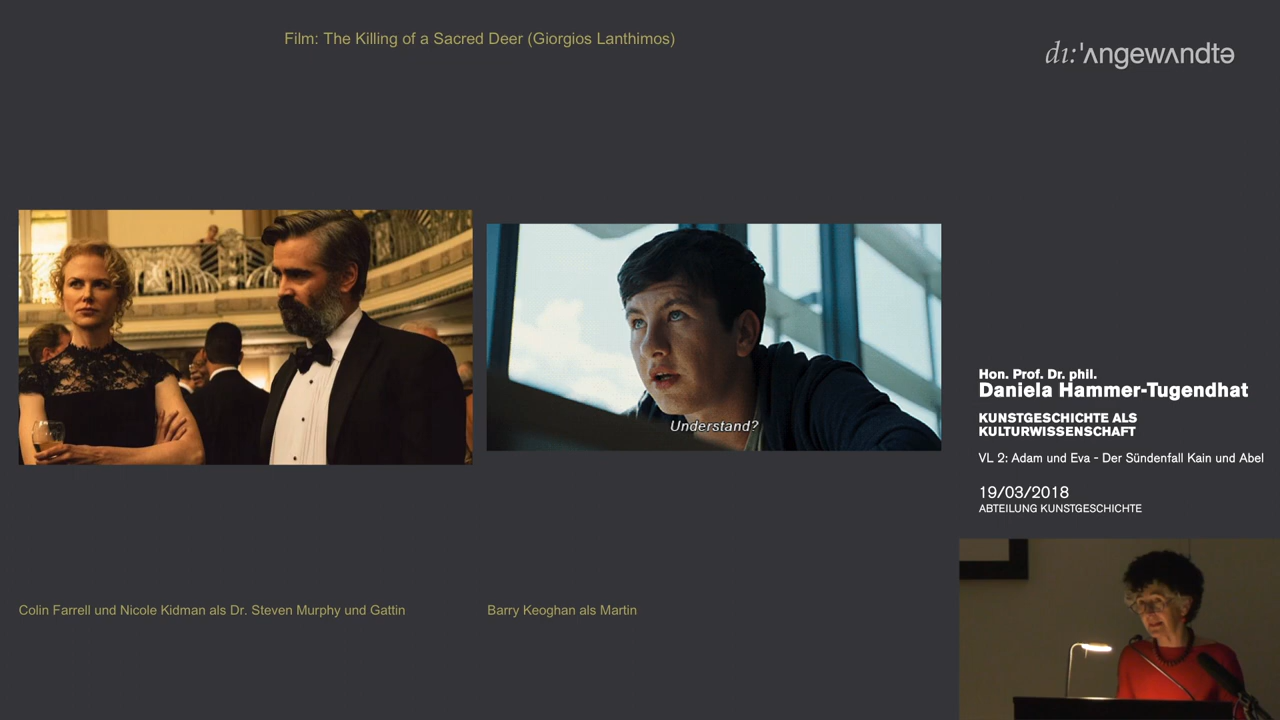 Film: The Killing of a Sacred Deer (Giorgios Lanthimos)
dı:ˈʌngewʌndtə
Understand?
Hon. Prof. Dr. phil.
Daniela Hammer-Tugendhat
KUNSTGESCHICHTE ALS
KULTURWISSENSCHAFT
VL 2: Adam und Eva - Der Sündenfall Kain und Abel
19/03/2018
ABTEILUNG KUNSTGESCHICHTE
Colin Farrell und Nicole Kidman als Dr. Steven Murphy und Gattin
Barry Keoghan als Martin